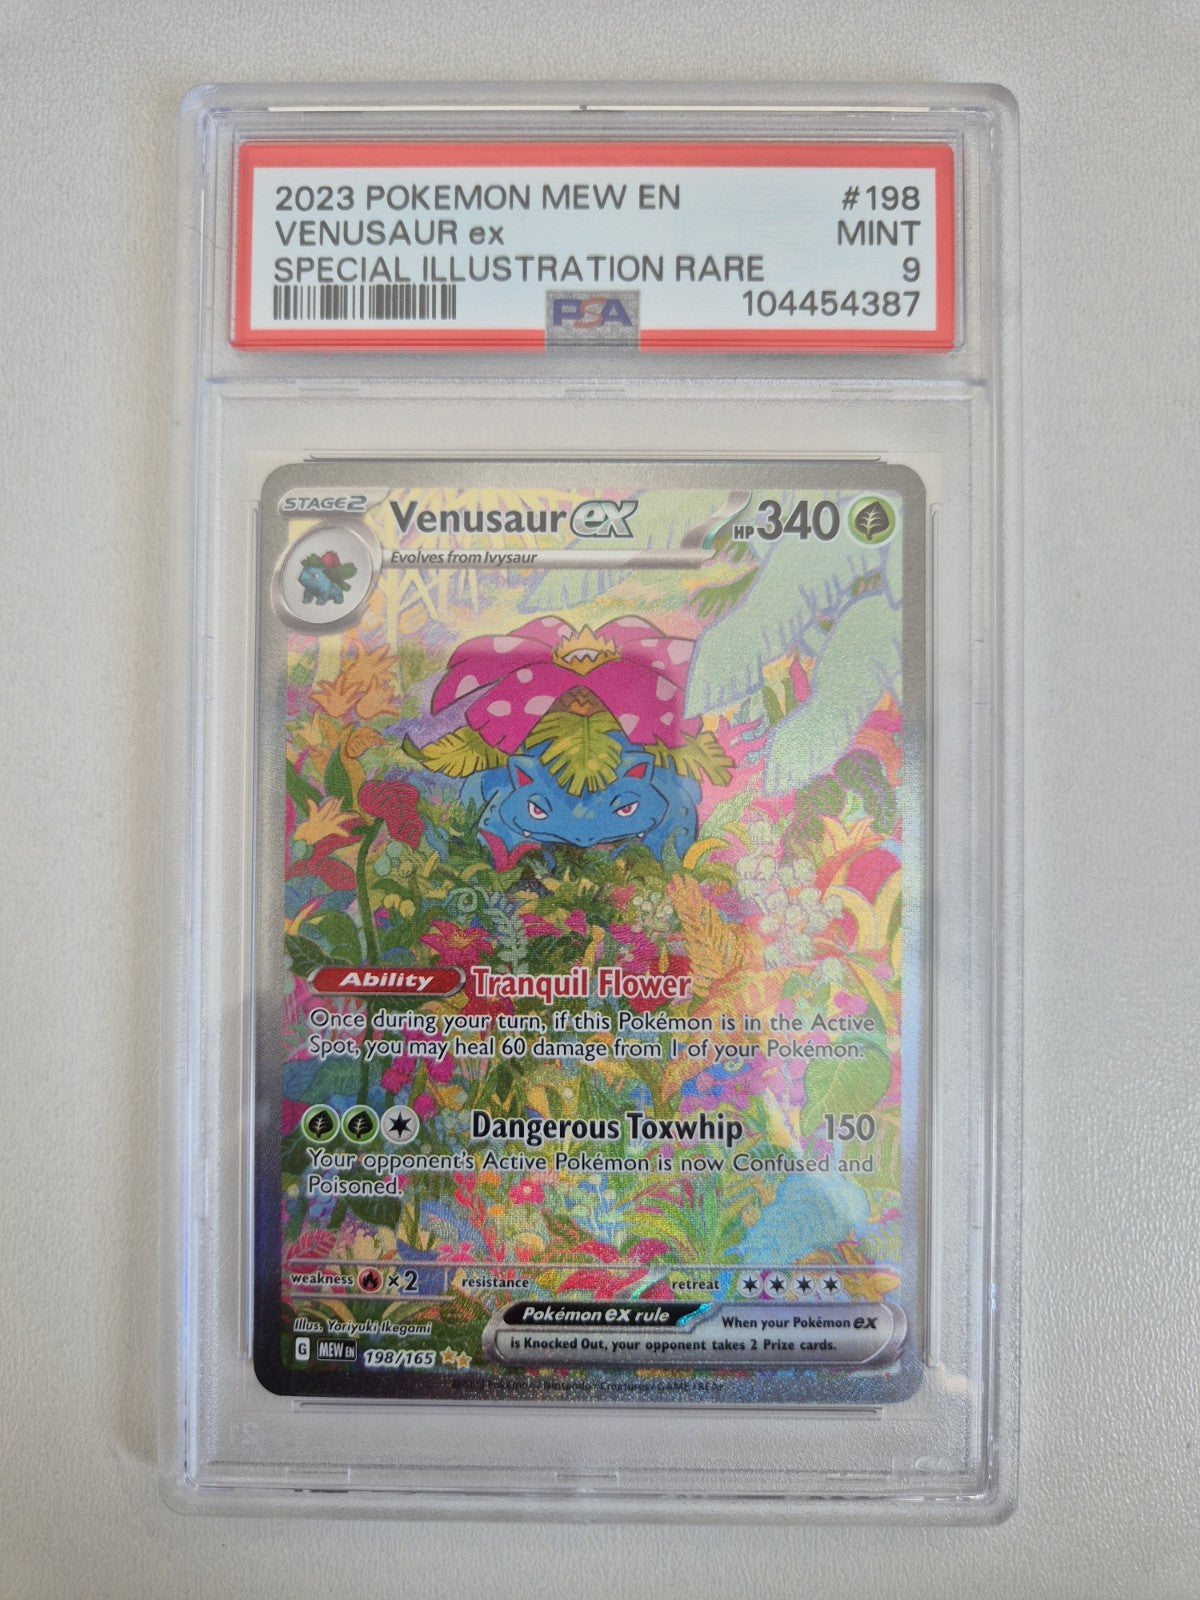 2023 POKEMON MEW EN #198
VENUSAUR ex MINT
SPECIAL ILLUSTRATION RARE 9
PSA 104454387
STAGE2 Venusaur ex HP 340
Evolves from Ivysaur
Ability Tranquil Flower
Once during your turn, if this Pokémon is in the Active
Spot, you may heal 60 damage from 1 of your Pokémon.
Dangerous Toxwhip 150
Your opponent's Active Pokémon is now Confused and
Poisoned.
weakness ×2 resistance retreat
Pokémon ex rule When your Pokémon ex
is Knocked Out, your opponent takes 2 Prize cards.
Illus. Yoriyuki Ikegami
G MEW EN 198/165
Nintendo / Creatures / GAME FREAK